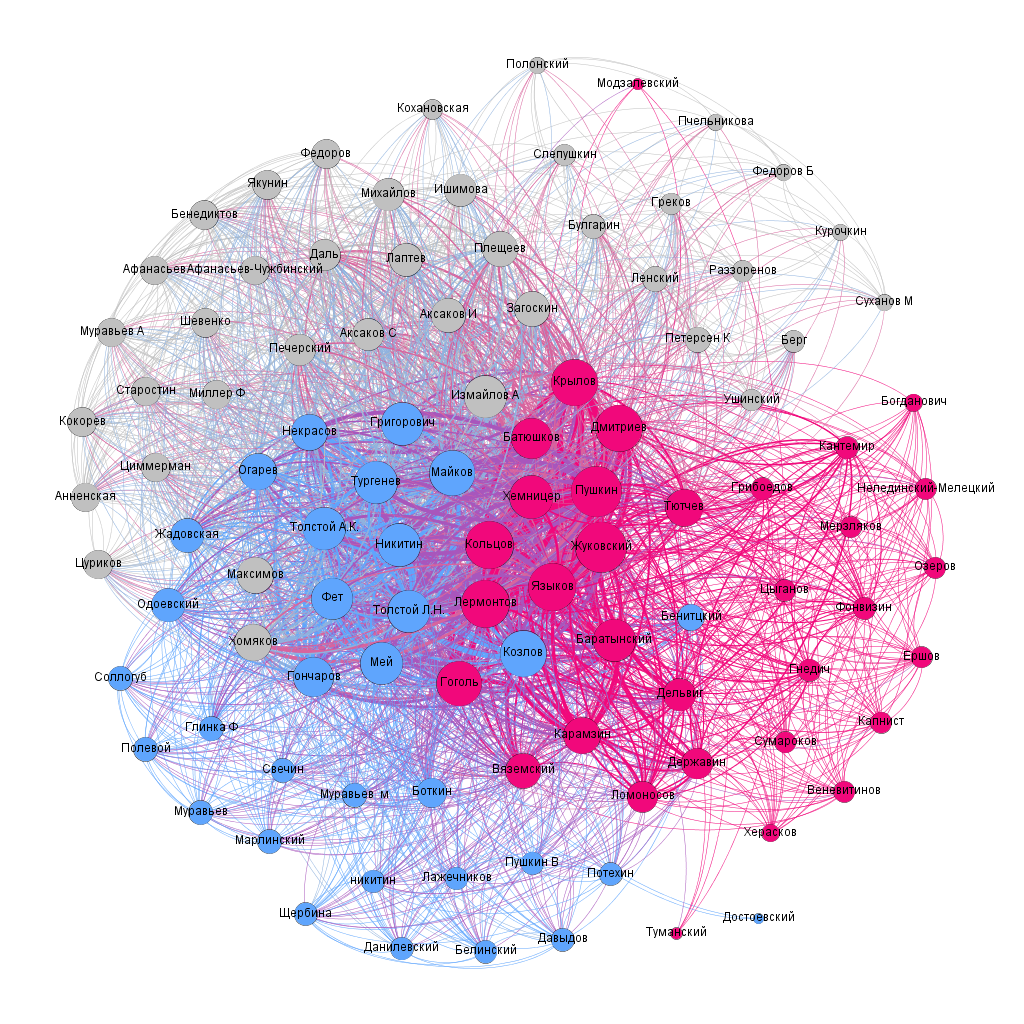 Полонский
Модзалевский
Кохановская
Пчельникова
Федоров
Слепушкин
Федоров Б
Якунин
Михайлов
Ишимова
Греков
Бенедиктов
Булгарин
Курочкин
Плещеев
Даль
Лаптев
Афанасьев
Афанасьев-Чужбинский
Раззоренов
Ленский
Суханов М
Загоскин
Аксаков И
Шевенко
Муравьев А
Аксаков С
Петерсен К
Берг
Печерский
Крылов
Старостин
Миллер Ф
Измайлов А
Ушинский
Богданович
Кокорев
Григорович
Некрасов
Батюшков
Дмитриев
Кантемир
Циммерман
Огарев
Майков
Тургенев
Пушкин
Грибоедов
Нелединский-Мелецкий
Анненская
Хемницер
Тютчев
Жадовская
Толстой А.К.
Мерзляков
Никитин
Кольцов
Жуковский
Цуриков
Максимов
Озеров
Языков
Цыганов
Одоевский
Фет
Толстой Л.Н.
Лермонтов
Бенитцкий
Фонвизин
Хомяков
Баратынский
Козлов
Ершов
Мей
Гончаров
Гоголь
Гнедич
Соллогуб
Дельвиг
Капнист
Глинка Ф
Карамзин
Сумароков
Полевой
Свечин
Вяземский
Державин
Муравьев_м
Боткин
Ломоносов
Веневитинов
Муравьев
Марлинский
Херасков
Пушкин В
никитин
Лажечников
Потехин
Щербина
Достоевский
Туманский
Данилевский
Белинский
Давыдов